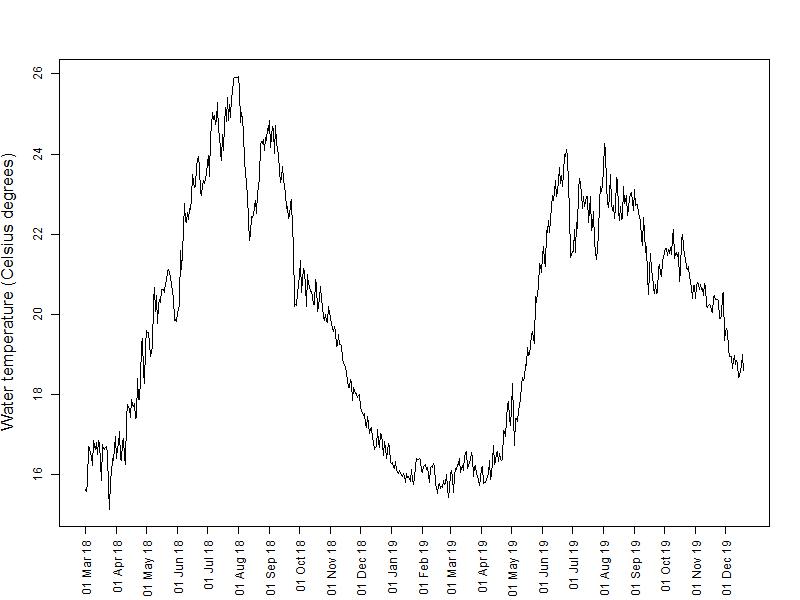 Water temperature (Celsius degrees)
26
24
22
20
18
16
01 Mar 18
01 Apr 18
01 May 18
01 Jun 18
01 Jul 18
01 Aug 18
01 Sep 18
01 Oct 18
01 Nov 18
01 Dec 18
01 Jan 19
01 Feb 19
01 Mar 19
01 Apr 19
01 May 19
01 Jun 19
01 Jul 19
01 Aug 19
01 Sep 19
01 Oct 19
01 Nov 19
01 Dec 19